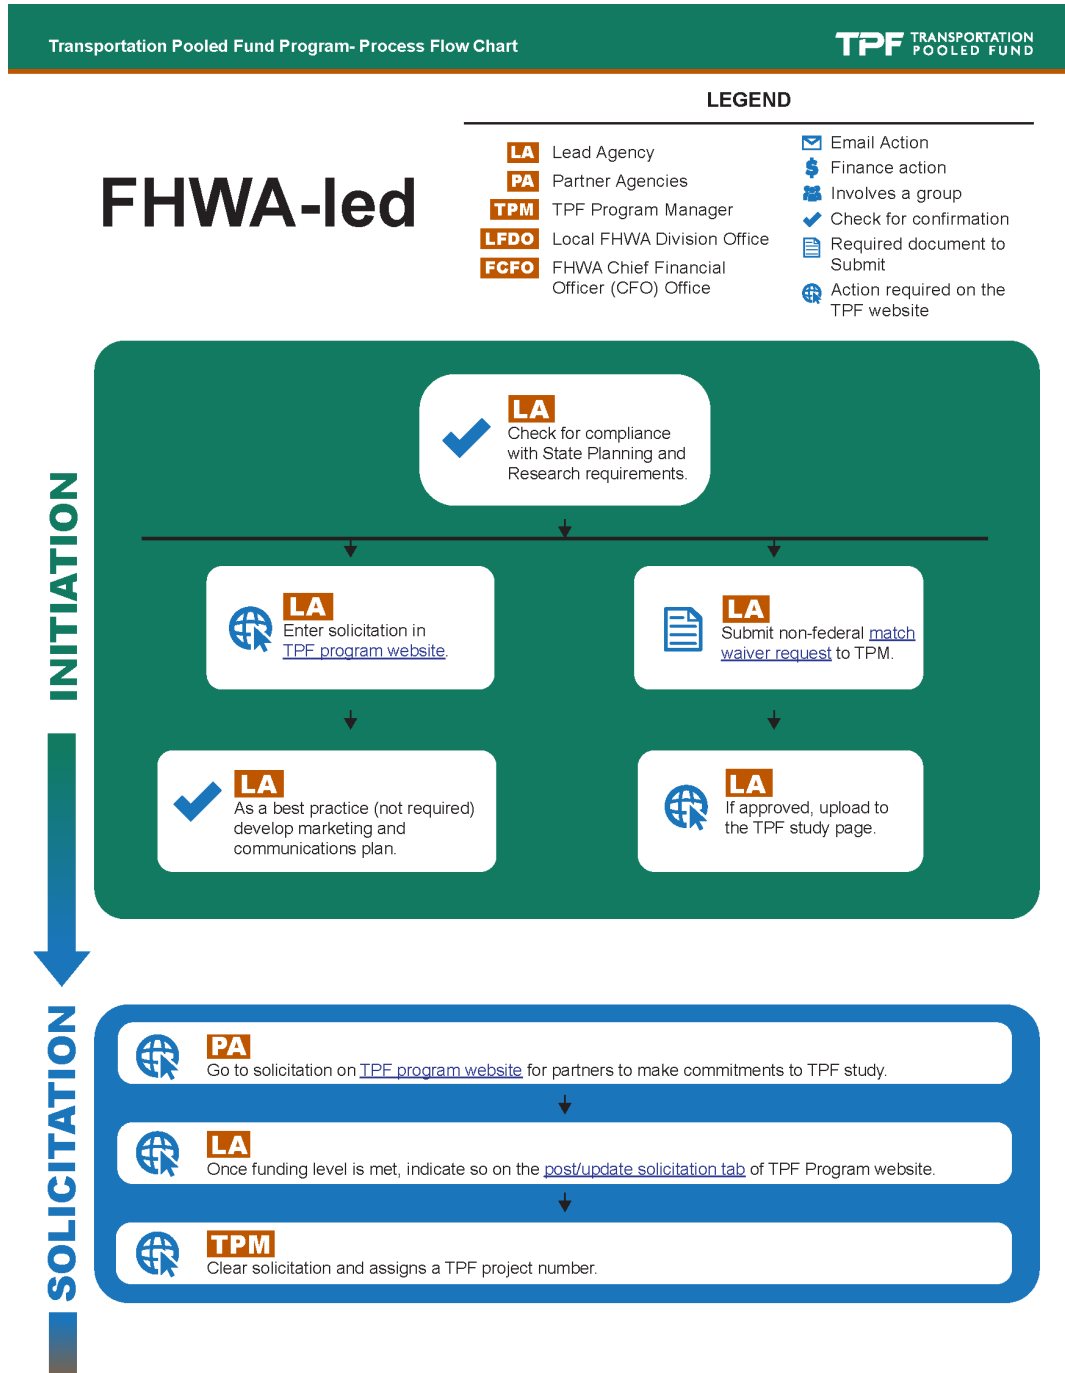 Transportation Pooled Fund Program- Process Flow Chart
TPF TRANSPORTATION
POOLED FUND
FHWA-led
LEGEND
LA Lead Agency
PA Partner Agencies
TPM TPF Program Manager
LFDO Local FHWA Division Office
FCFO FHWA Chief Financial
Officer (CFO) Office
Email Action
Finance action
Involves a group
Check for confirmation
Required document to
Submit
Action required on the
TPF website
INITIATION
LA
Check for compliance
with State Planning and
Research requirements.
LA
Enter solicitation in
TPF program website.
LA
Submit non-federal match
waiver request to TPM.
LA
As a best practice (not required)
develop marketing and
communications plan.
LA
If approved, upload to
the TPF study page.
SOLICITATION
PA
Go to solicitation on TPF program website for partners to make commitments to TPF study.
LA
Once funding level is met, indicate so on the post/update solicitation tab of TPF Program website.
TPM
Clear solicitation and assigns a TPF project number.